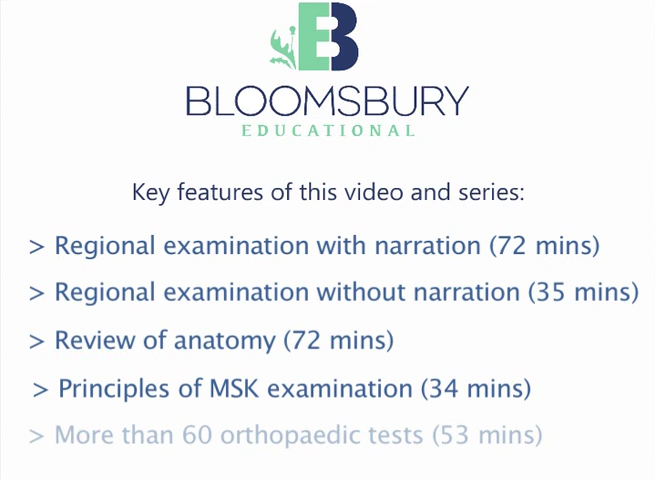 EB
BLOOMSBURY
EDUCATIONAL
Key features of this video and series:
> Regional examination with narration (72 mins)
> Regional examination without narration (35 mins)
> Review of anatomy (72 mins)
> Principles of MSK examination (34 mins)
> More than 60 orthopaedic tests (53 mins)